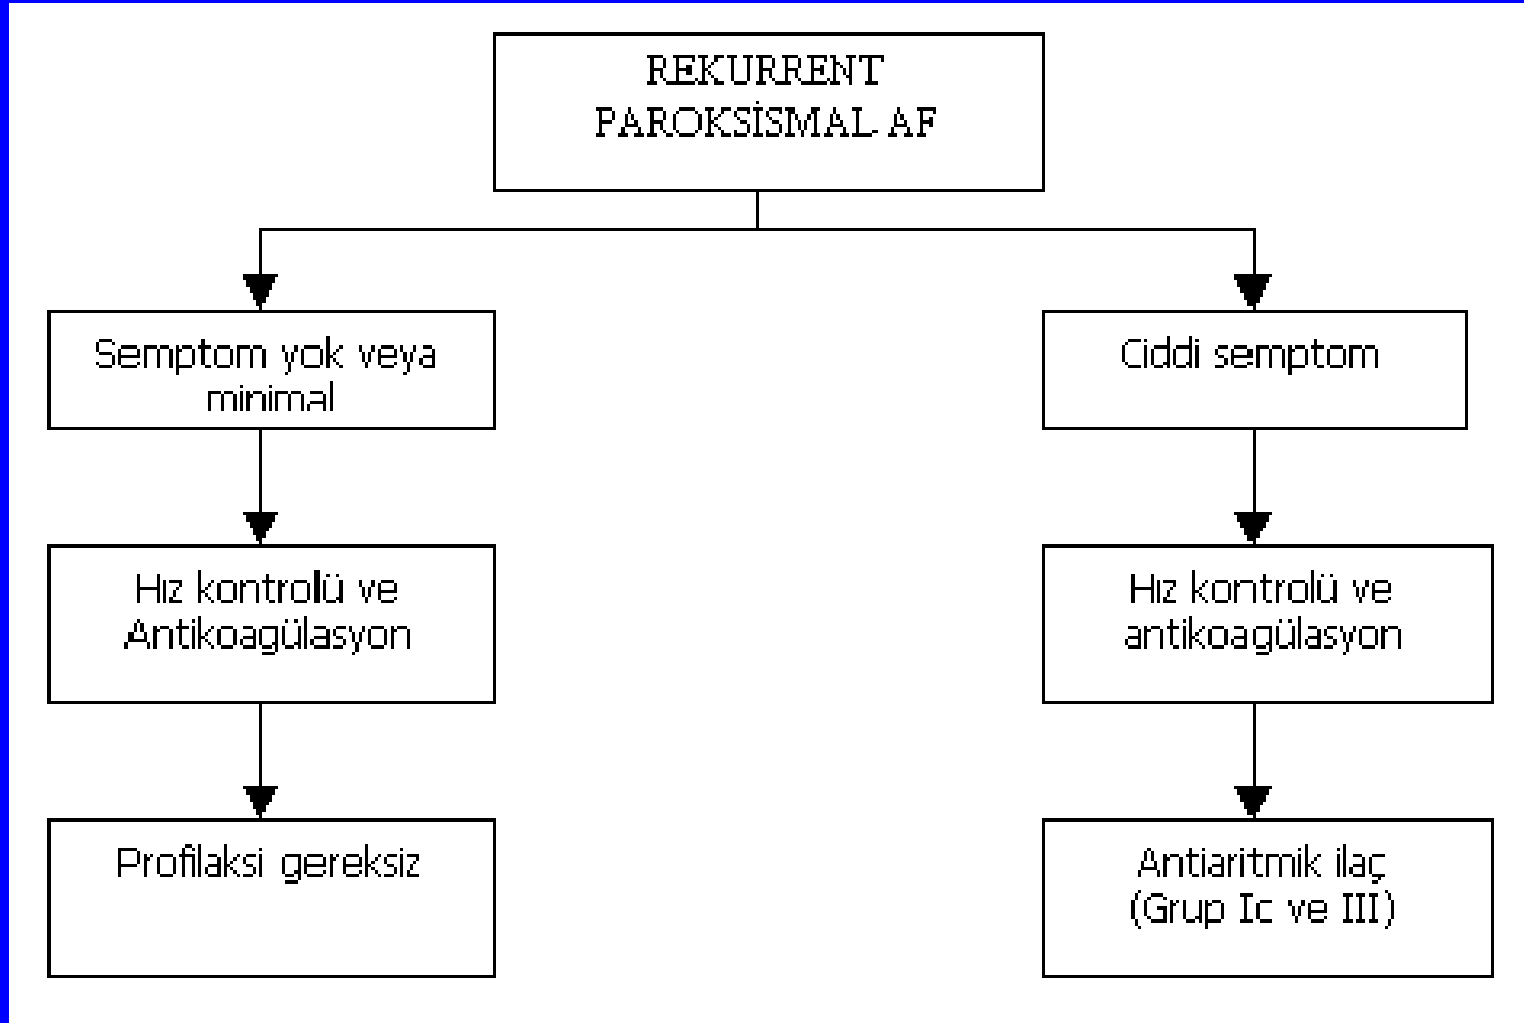 REKURRENT
PAROKSİSMAL AF
Semptom yok veya
minimal
Ciddi semptom
Hız kontrolü ve
Antikoagülasyon
Hız kontrolü ve
antikoagülasyon
Profilaksi gereksiz
Antiaritmik ilaç
(Grup Ic ve III)